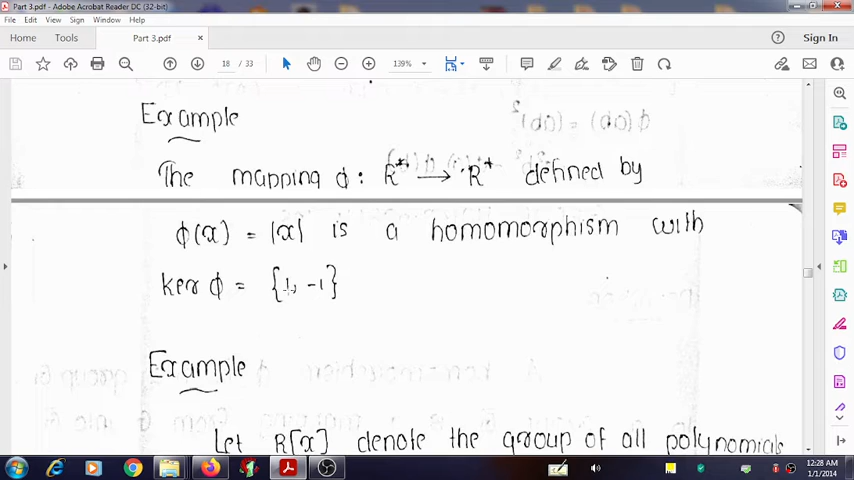 Part 3.pdf - Adobe Acrobat Reader DC (32-bit)
File Edit View Sign Window Help
Home Tools Part 3.pdf × Sign In
18 / 33 139%
Example
The mapping φ: R* → R* defined by
φ(x) = |x| is a homomorphism with
ker φ = {1, -1}
Example
Let R[x] denote the group of all polynomials
12:28 AM
1/1/2014